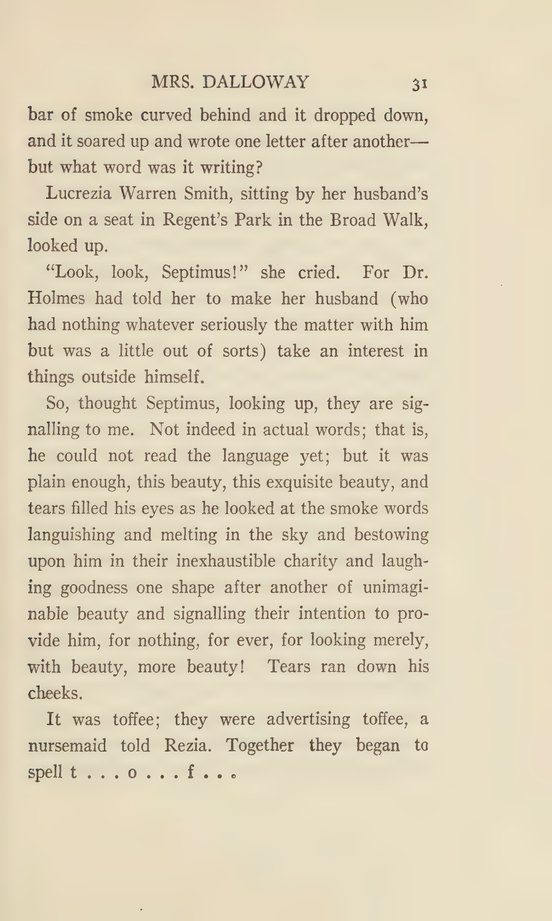 MRS. DALLOWAY 31
bar of smoke curved behind and it dropped down,
and it soared up and wrote one letter after another—
but what word was it writing?
Lucrezia Warren Smith, sitting by her husband's
side on a seat in Regent's Park in the Broad Walk,
looked up.
"Look, look, Septimus!" she cried. For Dr.
Holmes had told her to make her husband (who
had nothing whatever seriously the matter with him
but was a little out of sorts) take an interest in
things outside himself.
So, thought Septimus, looking up, they are sig-
nalling to me. Not indeed in actual words; that is,
he could not read the language yet; but it was
plain enough, this beauty, this exquisite beauty, and
tears filled his eyes as he looked at the smoke words
languishing and melting in the sky and bestowing
upon him in their inexhaustible charity and laugh-
ing goodness one shape after another of unimagi-
nable beauty and signalling their intention to pro-
vide him, for nothing, for ever, for looking merely,
with beauty, more beauty! Tears ran down his
cheeks.
It was toffee; they were advertising toffee, a
nursemaid told Rezia. Together they began to
spell t . . . o . . . f . . .